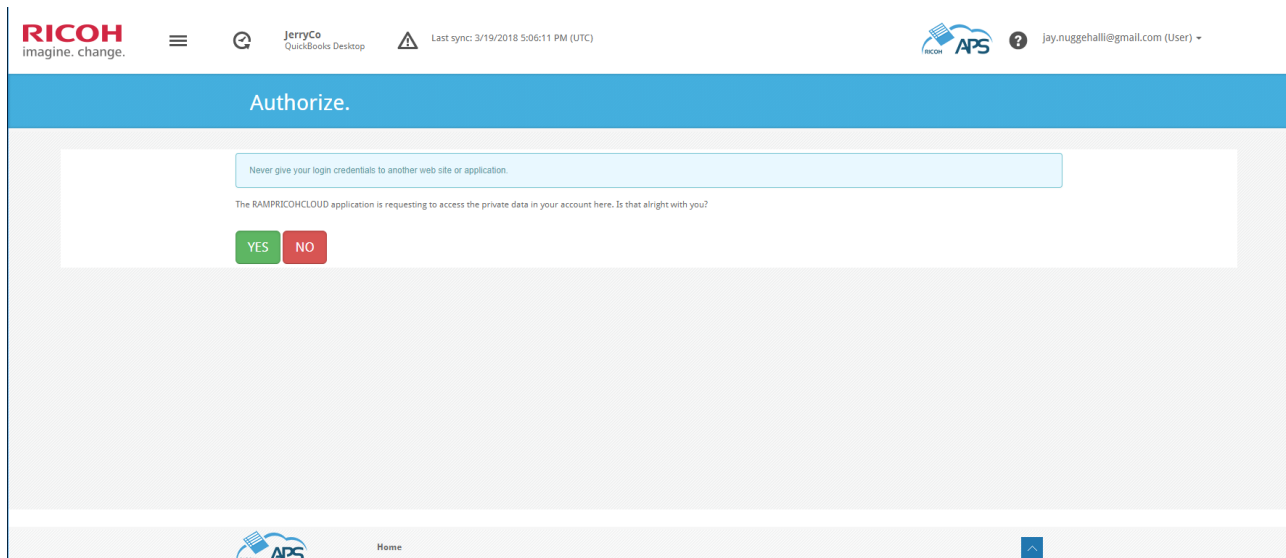 RICOH
imagine. change.
JerryCo
QuickBooks Desktop
Last sync: 3/19/2018 5:06:11 PM (UTC)
RICOH APS
?
jay.nuggehalli@gmail.com (User)
Authorize.
Never give your login credentials to another web site or application.
The RAMPRICOHCLOUD application is requesting to access the private data in your account here. Is that alright with you?
YES NO
APS
Home